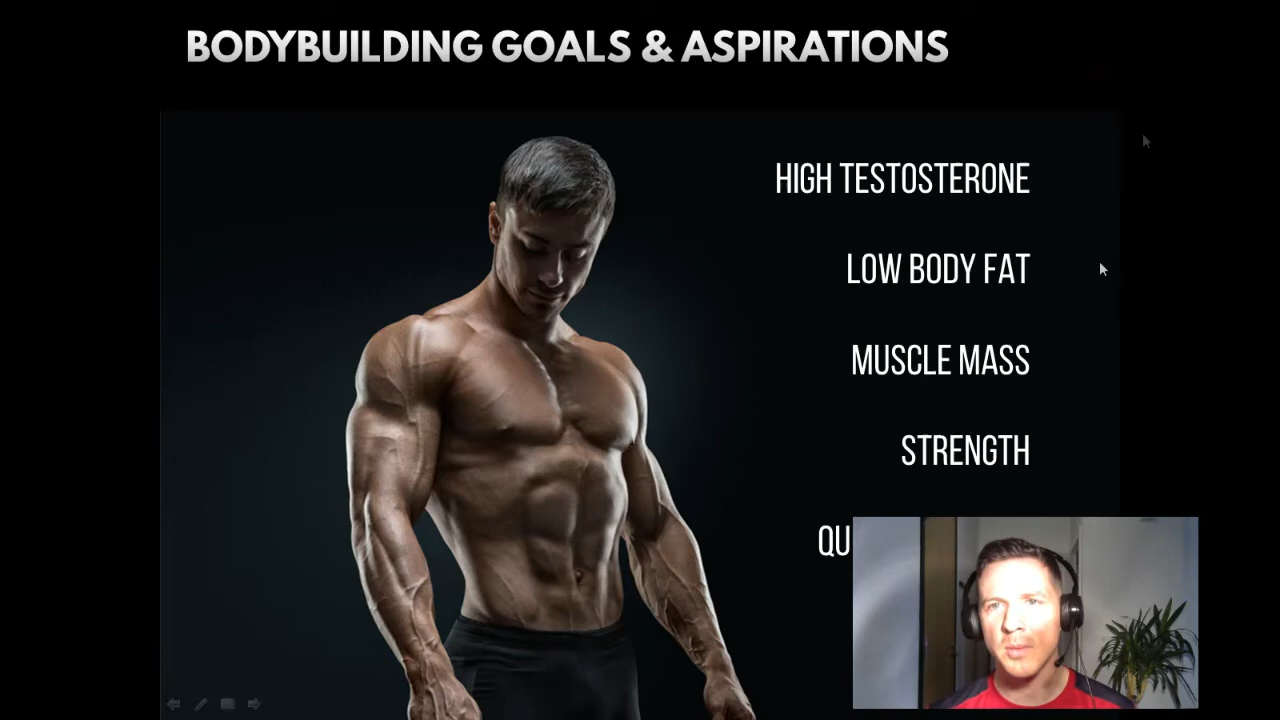 BODYBUILDING GOALS & ASPIRATIONS
HIGH TESTOSTERONE
LOW BODY FAT
MUSCLE MASS
STRENGTH